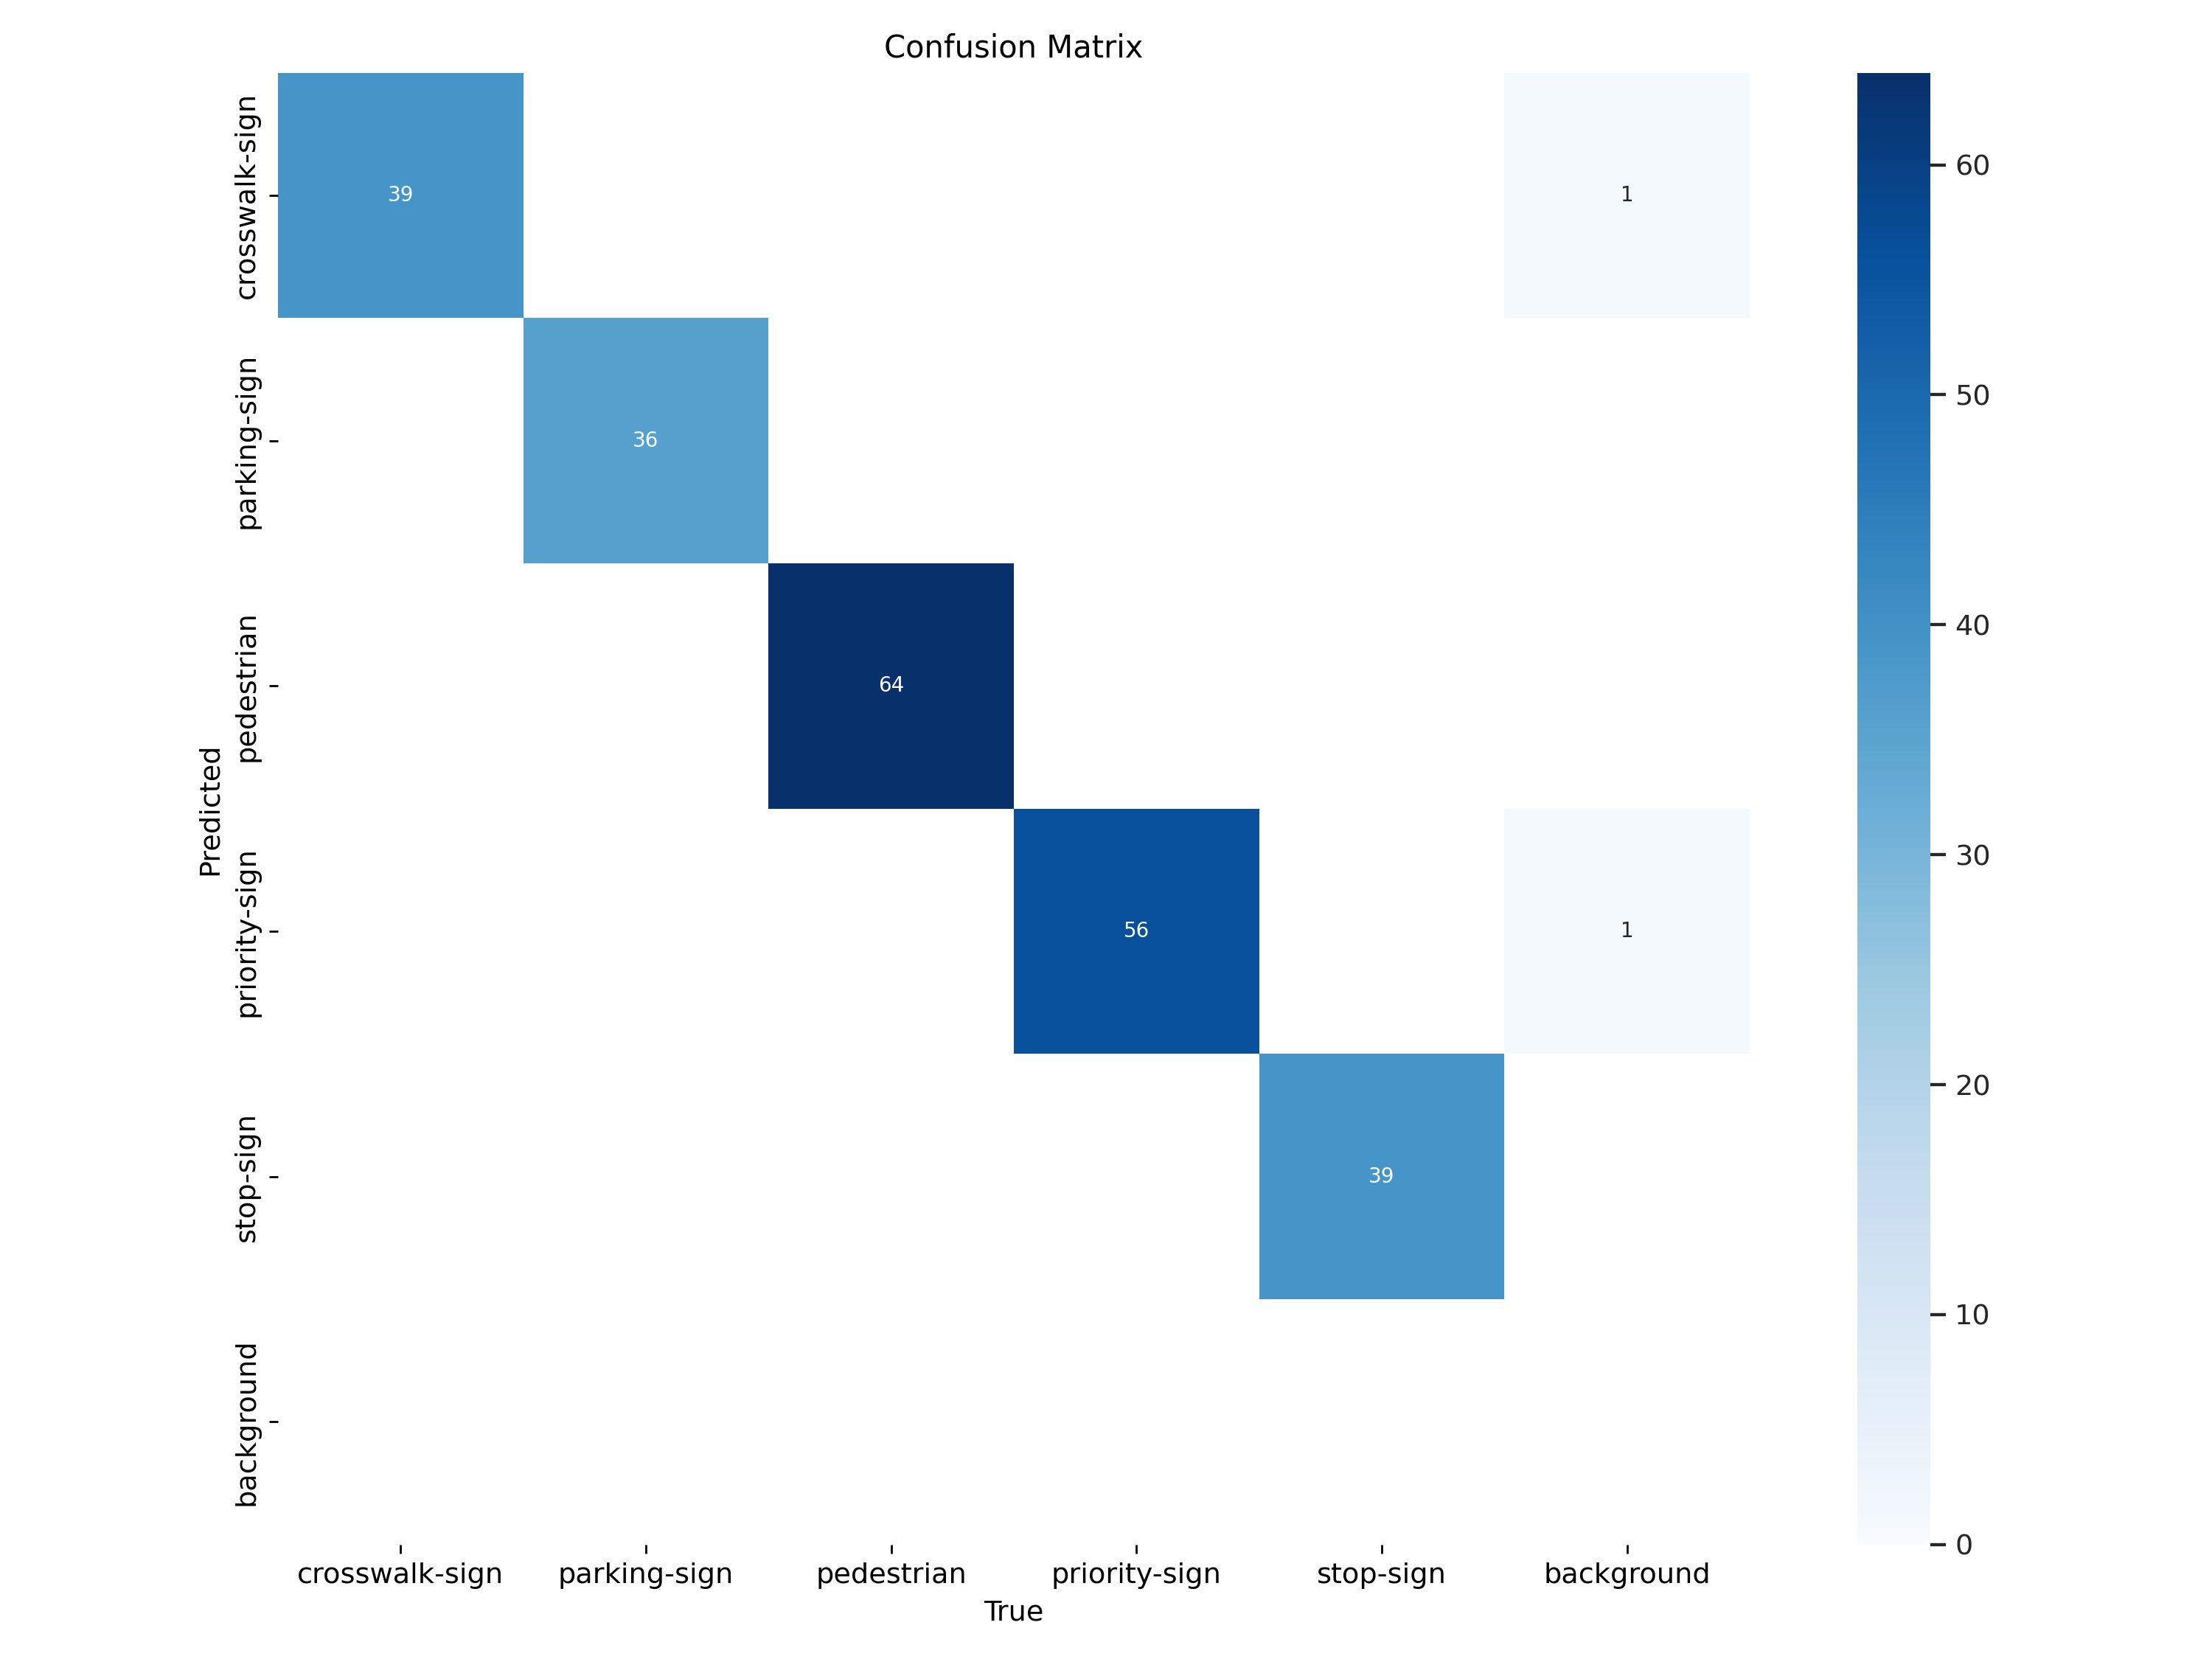 Confusion Matrix
crosswalk-sign
39
1
60
50
parking-sign
36
40
pedestrian
64
Predicted
30
priority-sign
56
1
20
stop-sign
39
10
background
0
crosswalk-sign parking-sign pedestrian priority-sign stop-sign background
True